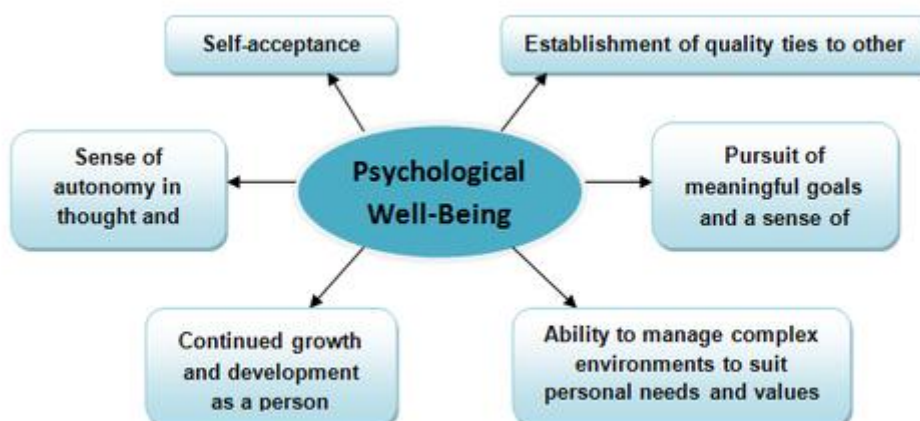 Self-acceptance
Establishment of quality ties to other
Sense of
autonomy in
thought and
Psychological
Well-Being
Pursuit of
meaningful goals
and a sense of
Continued growth
and development
as a person
Ability to manage complex
environments to suit
personal needs and values